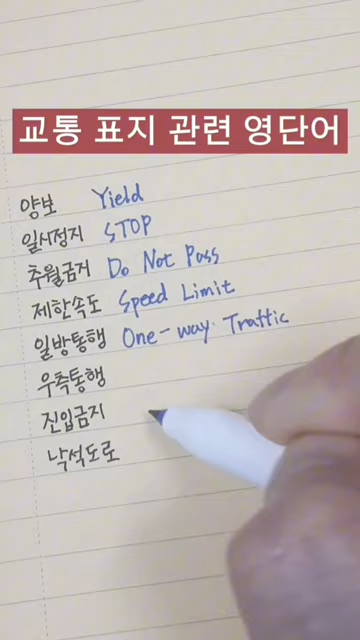 교통 표지 관련 영단어
양보 Yield
일시정지 STOP
추월금거 Do Not Pass
제한속도 Speed Limit
일방통행 One-way Traffic
우측통행
진입금지
낙석도로